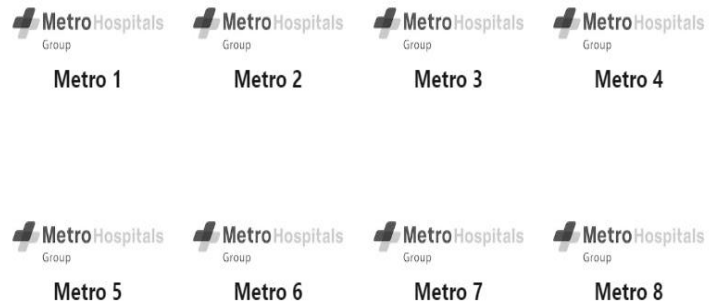 MetroHospitals MetroHospitals MetroHospitals MetroHospitals
Group Group Group Group
Metro 1 Metro 2 Metro 3 Metro 4
MetroHospitals MetroHospitals MetroHospitals MetroHospitals
Group Group Group Group
Metro 5 Metro 6 Metro 7 Metro 8